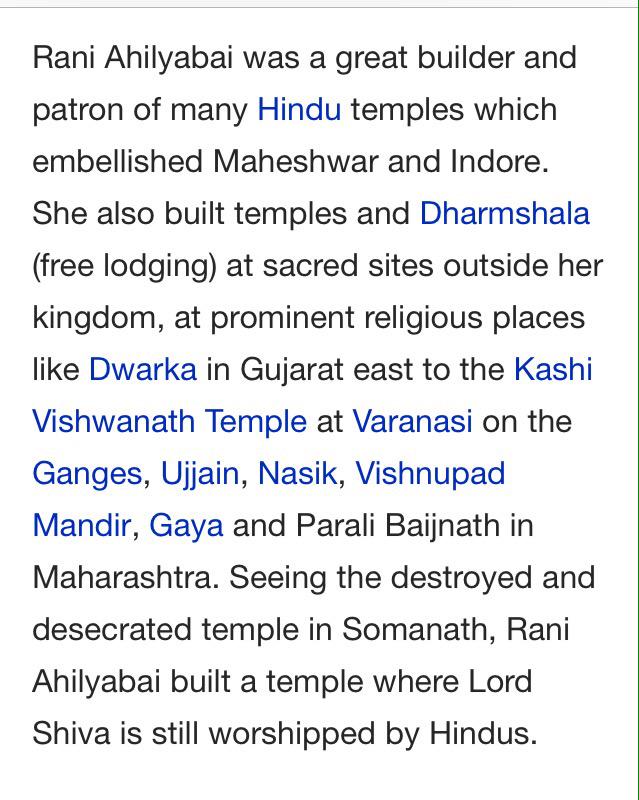 Rani Ahilyabai was a great builder and
patron of many Hindu temples which
embellished Maheshwar and Indore.
She also built temples and Dharmshala
(free lodging) at sacred sites outside her
kingdom, at prominent religious places
like Dwarka in Gujarat east to the Kashi
Vishwanath Temple at Varanasi on the
Ganges, Ujjain, Nasik, Vishnupad
Mandir, Gaya and Parali Baijnath in
Maharashtra. Seeing the destroyed and
desecrated temple in Somanath, Rani
Ahilyabai built a temple where Lord
Shiva is still worshipped by Hindus.